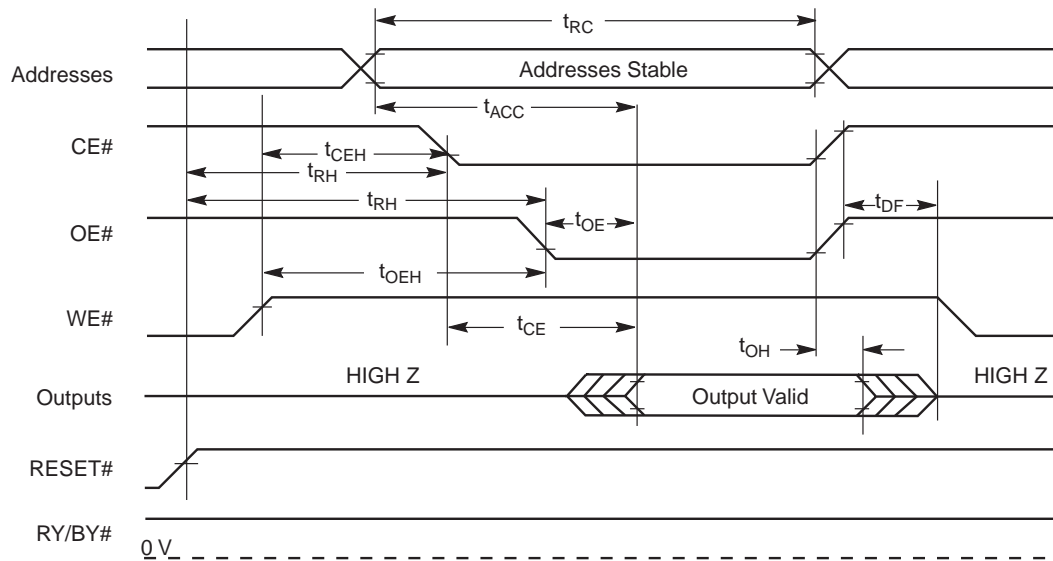 tRC
Addresses
Addresses Stable
tACC
CE#
tCEH
tRH
tRH
tOE
tDF
OE#
tOEH
WE#
tCE
tOH
HIGH Z
HIGH Z
Outputs
Output Valid
RESET#
RY/BY#
0 V